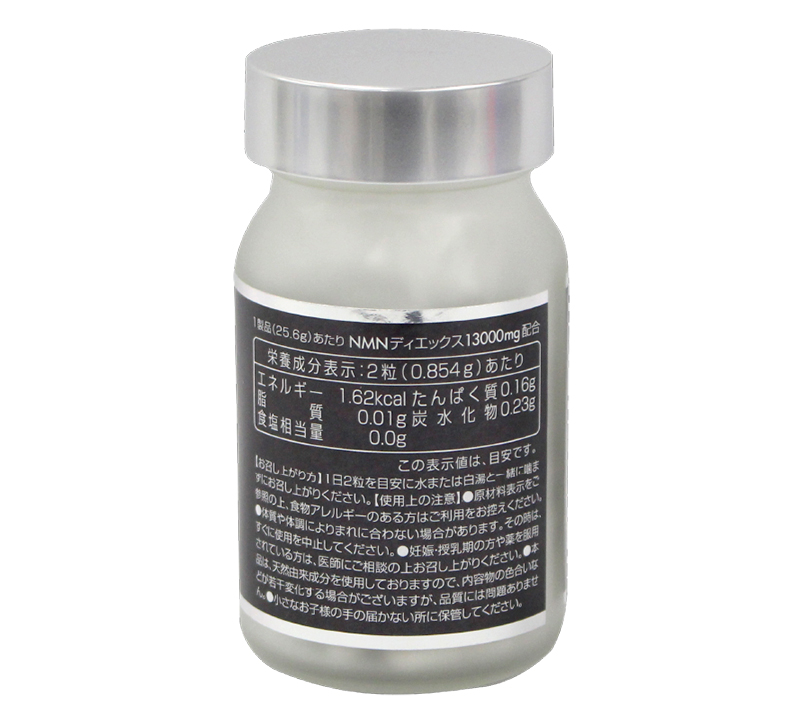 1製品(25.6g)あたり NMNディエックス13000mg配合
栄養成分表示:2粒(0.854g)あたり
エネルギー 1.62kcal たんぱく質 0.16g
脂質 0.01g 炭水化物 0.23g
食塩相当量 0.0g
この表示値は、目安です。
【お召し上がり方】1日2粒を目安に水または白湯と一緒に噛ま
ずにお召し上がりください。【使用上の注意】●原材料表示をご
参照の上、食物アレルギーのある方はご利用をお控えください。
●体質や体調によりまれに合わない場合があります。その時は、
すぐに使用を中止してください。●妊娠・授乳期の方や薬を服用
されている方は、医師にご相談の上お召し上がりください。●本
品は、天然由来成分を使用しておりますので、内容物の色合いな
どが若干変化する場合がございますが、品質には問題ありませ
ん。●小さなお子様の手の届かない所に保管してください。